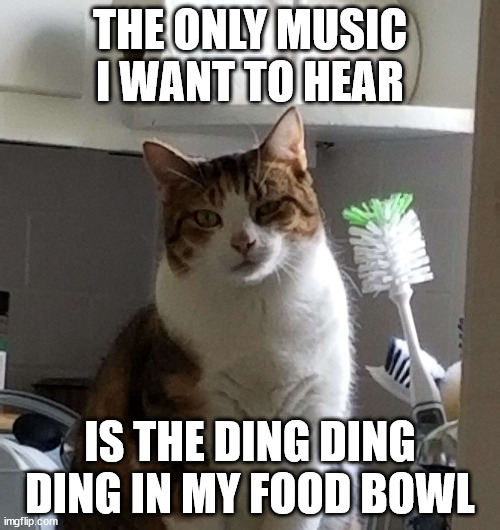 THE ONLY MUSIC
I WANT TO HEAR
IS THE DING DING
DING IN MY FOOD BOWL
imgflip.com